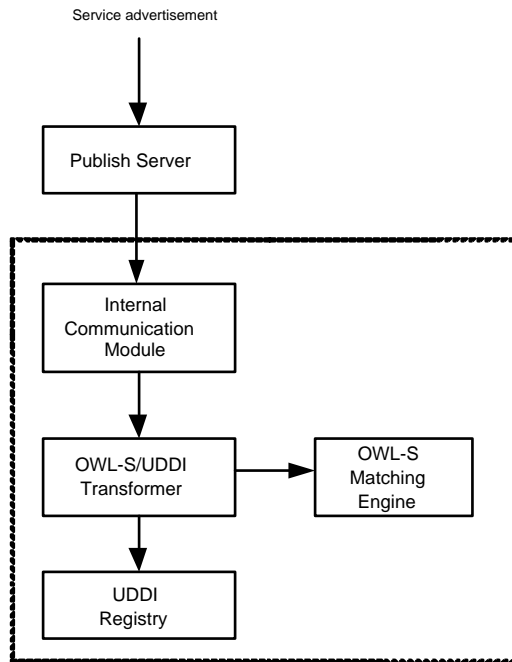 Service advertisement
Publish Server
Internal
Communication
Module
OWL-S/UDDI
Transformer
OWL-S
Matching
Engine
UDDI
Registry